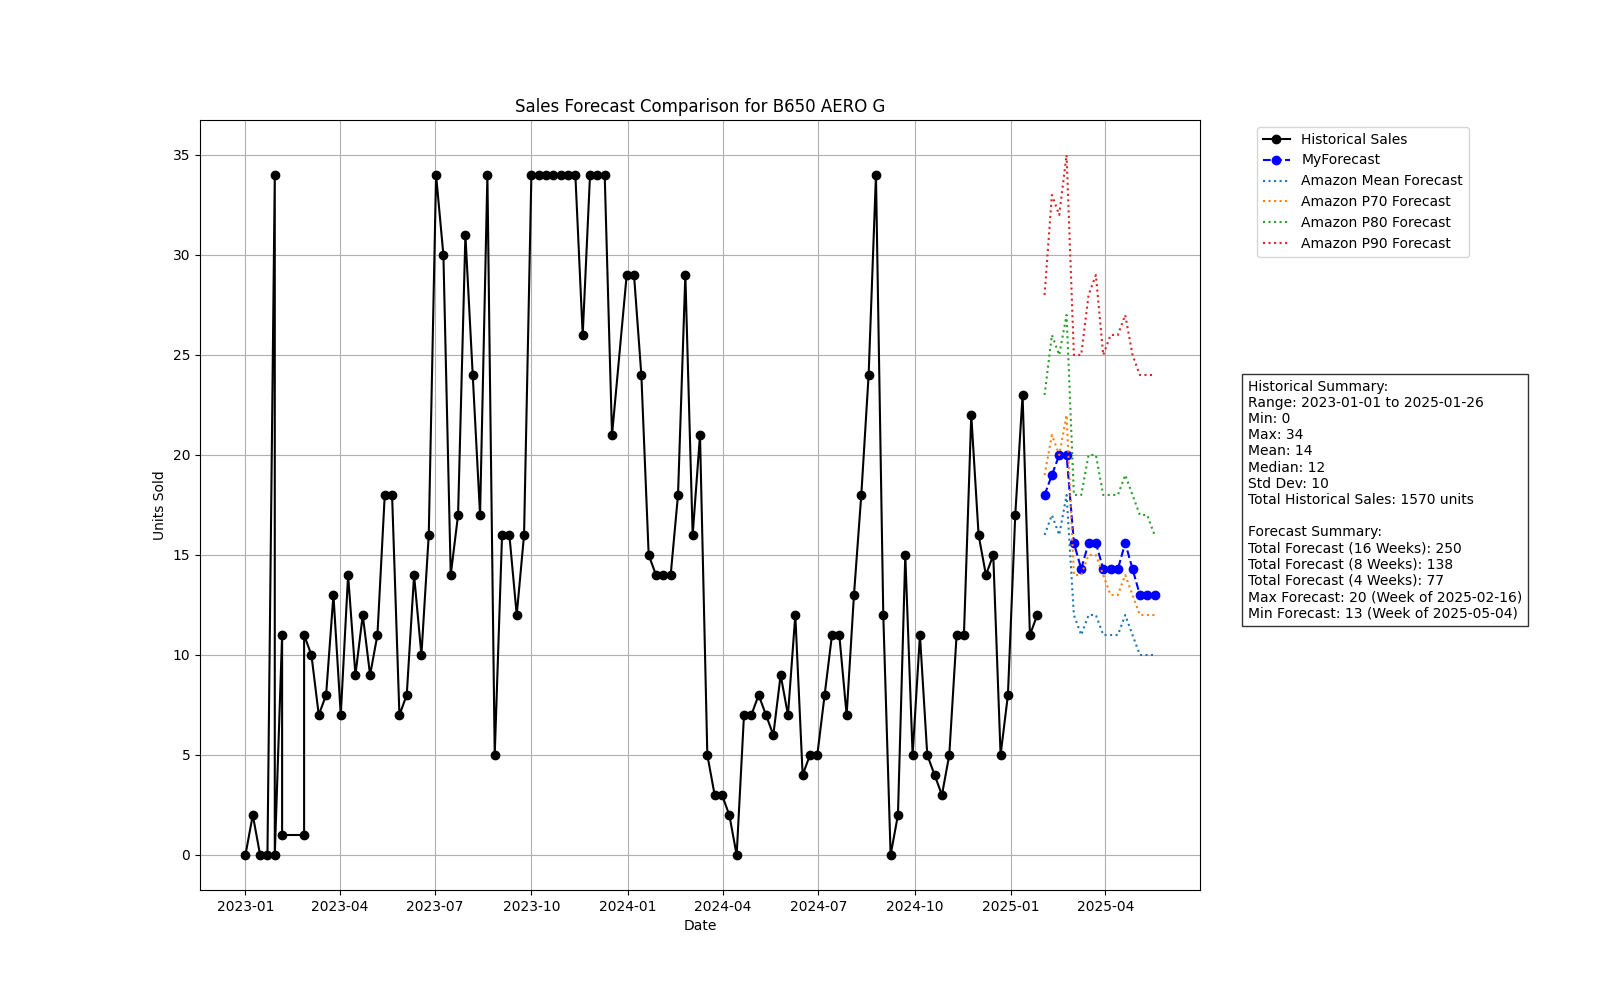 Sales Forecast Comparison for B650 AERO G
Historical Sales
MyForecast
Amazon Mean Forecast
Amazon P70 Forecast
Amazon P80 Forecast
Amazon P90 Forecast
Units Sold
35
30
25
20
15
10
5
0
2023-01
2023-04
2023-07
2023-10
2024-01
2024-04
2024-07
2024-10
2025-01
2025-04
Date
Historical Summary:
Range: 2023-01-01 to 2025-01-26
Min: 0
Max: 34
Mean: 14
Median: 12
Std Dev: 10
Total Historical Sales: 1570 units
Forecast Summary:
Total Forecast (16 Weeks): 250
Total Forecast (8 Weeks): 138
Total Forecast (4 Weeks): 77
Max Forecast: 20 (Week of 2025-02-16)
Min Forecast: 13 (Week of 2025-05-04)